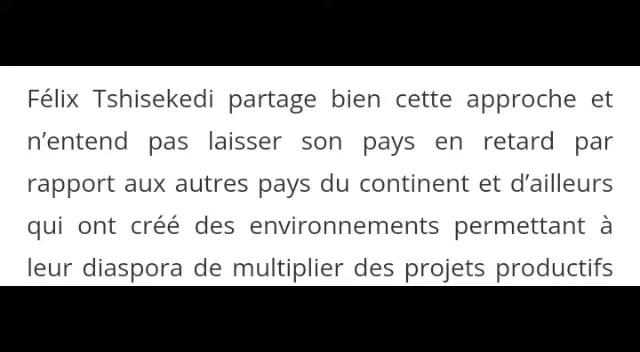 Félix Tshisekedi partage bien cette approche et
n’entend pas laisser son pays en retard par
rapport aux autres pays du continent et d’ailleurs
qui ont créé des environnements permettant à
leur diaspora de multiplier des projets productifs